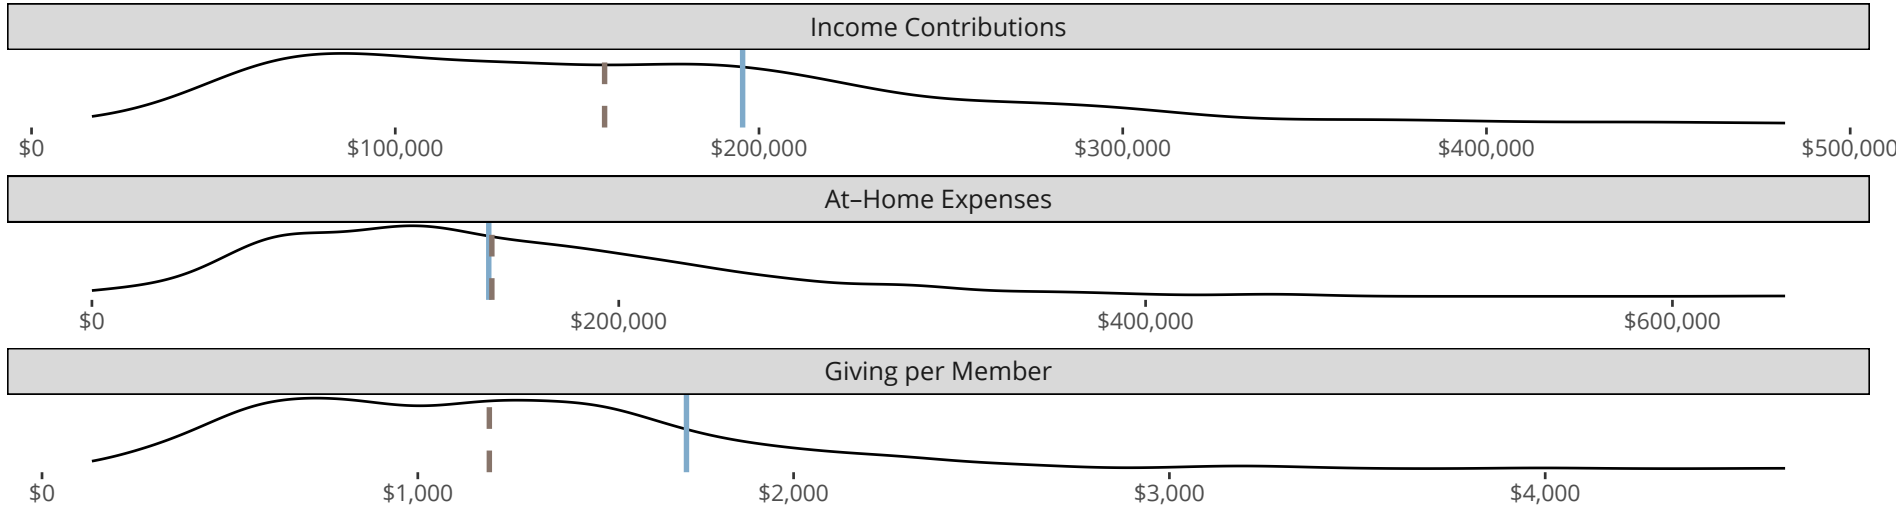 Income Contributions
$0 $100,000 $200,000 $300,000 $400,000 $500,000
At–Home Expenses
$0 $200,000 $400,000 $600,000
Giving per Member
$0 $1,000 $2,000 $3,000 $4,000